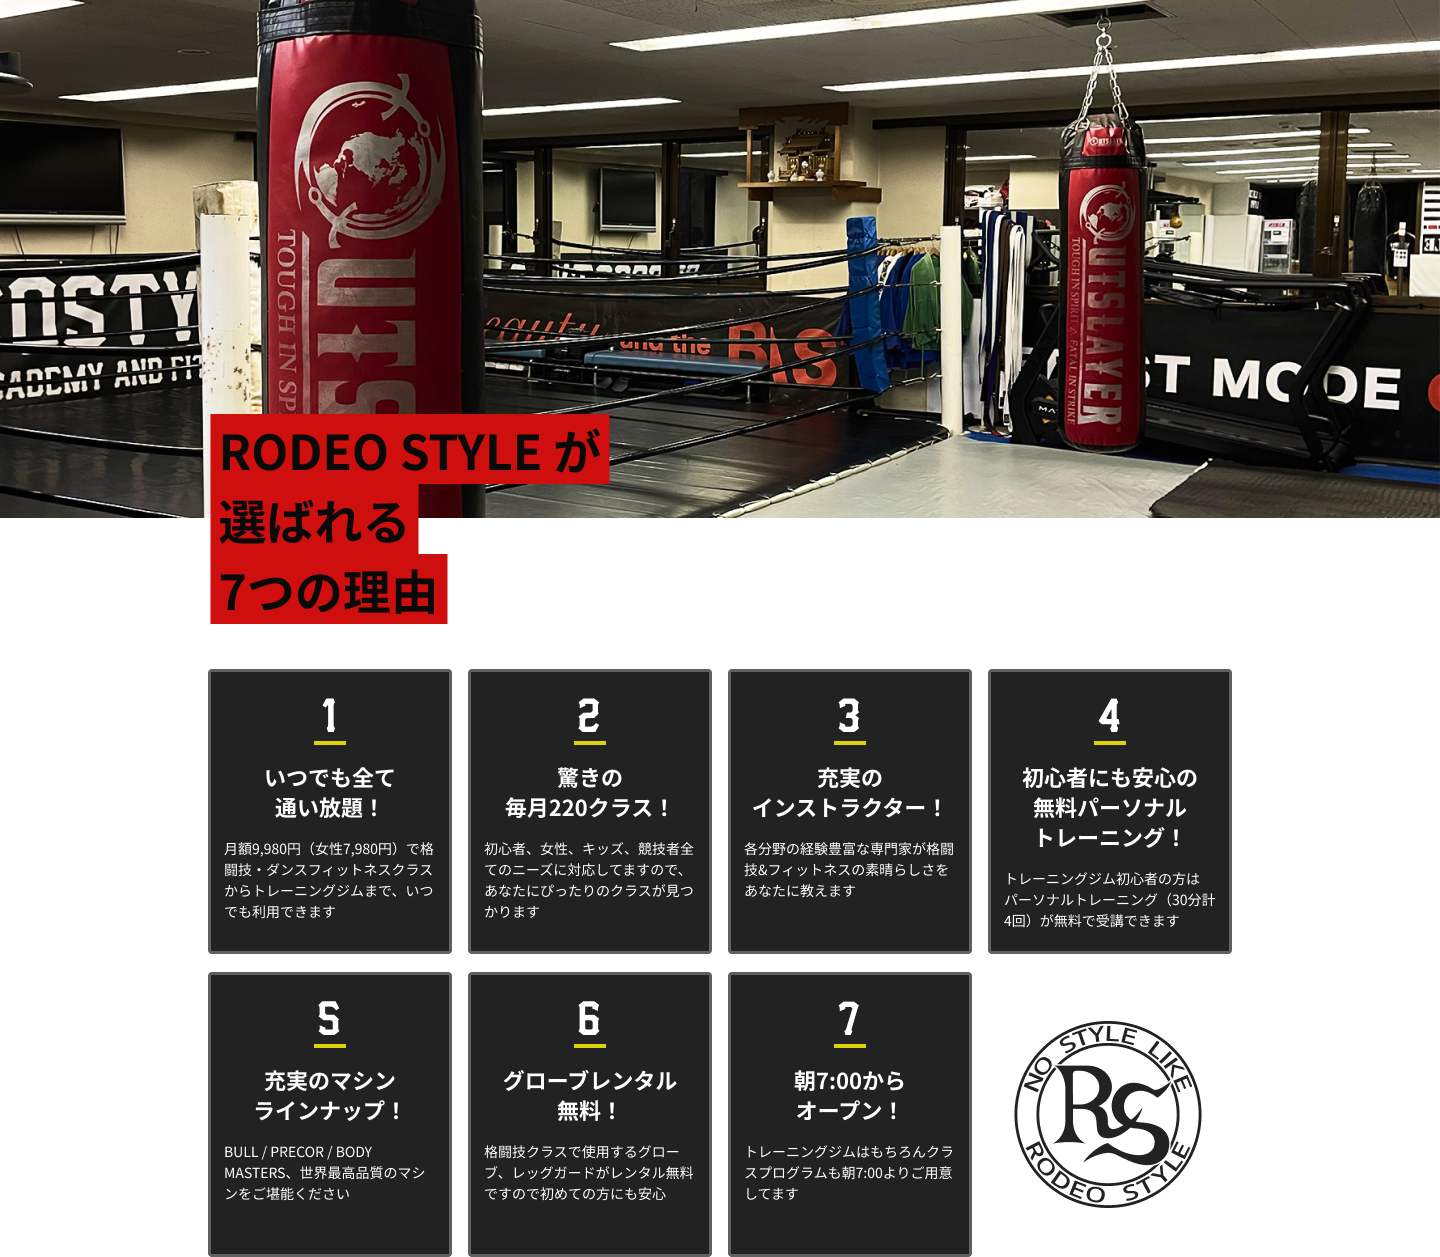 OUTS
TOUGH IN SP
OUTSLAYER
TOUGH IN SPIRIT
FATAL IN STRIKE
OSTY
CADEMY AND FIT
eauty and the
ST MODE
RODEO STYLE が
選ばれる
7つの理由
1
いつでも全て
通い放題！
月額9,980円（女性7,980円）で格
闘技・ダンスフィットネスクラス
からトレーニングジムまで、いつ
でも利用できます
2
驚きの
毎月220クラス！
初心者、女性、キッズ、競技者全
てのニーズに対応してますので、
あなたにぴったりのクラスが見つ
かります
3
充実の
インストラクター！
各分野の経験豊富な専門家が格闘
技&フィットネスの素晴らしさを
あなたに教えます
4
初心者にも安心の
無料パーソナル
トレーニング！
トレーニングジム初心者の方は
パーソナルトレーニング（30分計
4回）が無料で受講できます
5
充実のマシン
ラインナップ！
BULL / PRECOR / BODY
MASTERS、世界最高品質のマシ
ンをご堪能ください
6
グローブレンタル
無料！
格闘技クラスで使用するグロー
ブ、レッグガードがレンタル無料
ですので初めての方にも安心
7
朝7:00から
オープン！
トレーニングジムはもちろんクラ
スプログラムも朝7:00よりご用意
してます
NO STYLE LIKE
RS
RODEO STYLE